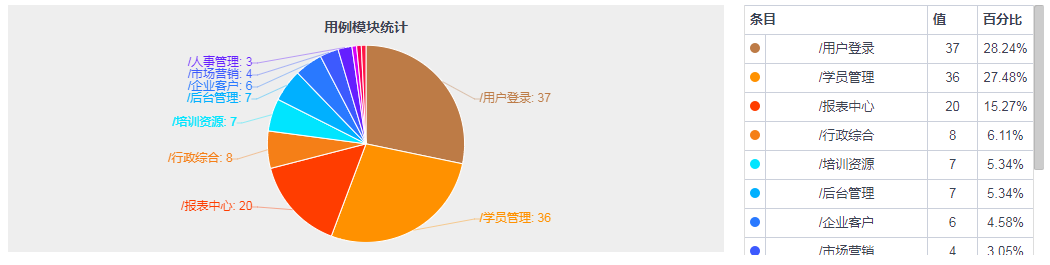 用例模块统计
/人事管理: 3
/市场营销: 4
/企业客户: 6
/后台管理: 7
/培训资源: 7
/行政综合: 8
/报表中心: 20
/用户登录: 37
/学员管理: 36
条目 值 百分比
/用户登录 37 28.24%
/学员管理 36 27.48%
/报表中心 20 15.27%
/行政综合 8 6.11%
/培训资源 7 5.34%
/后台管理 7 5.34%
/企业客户 6 4.58%
/市场营销 4 3.05%